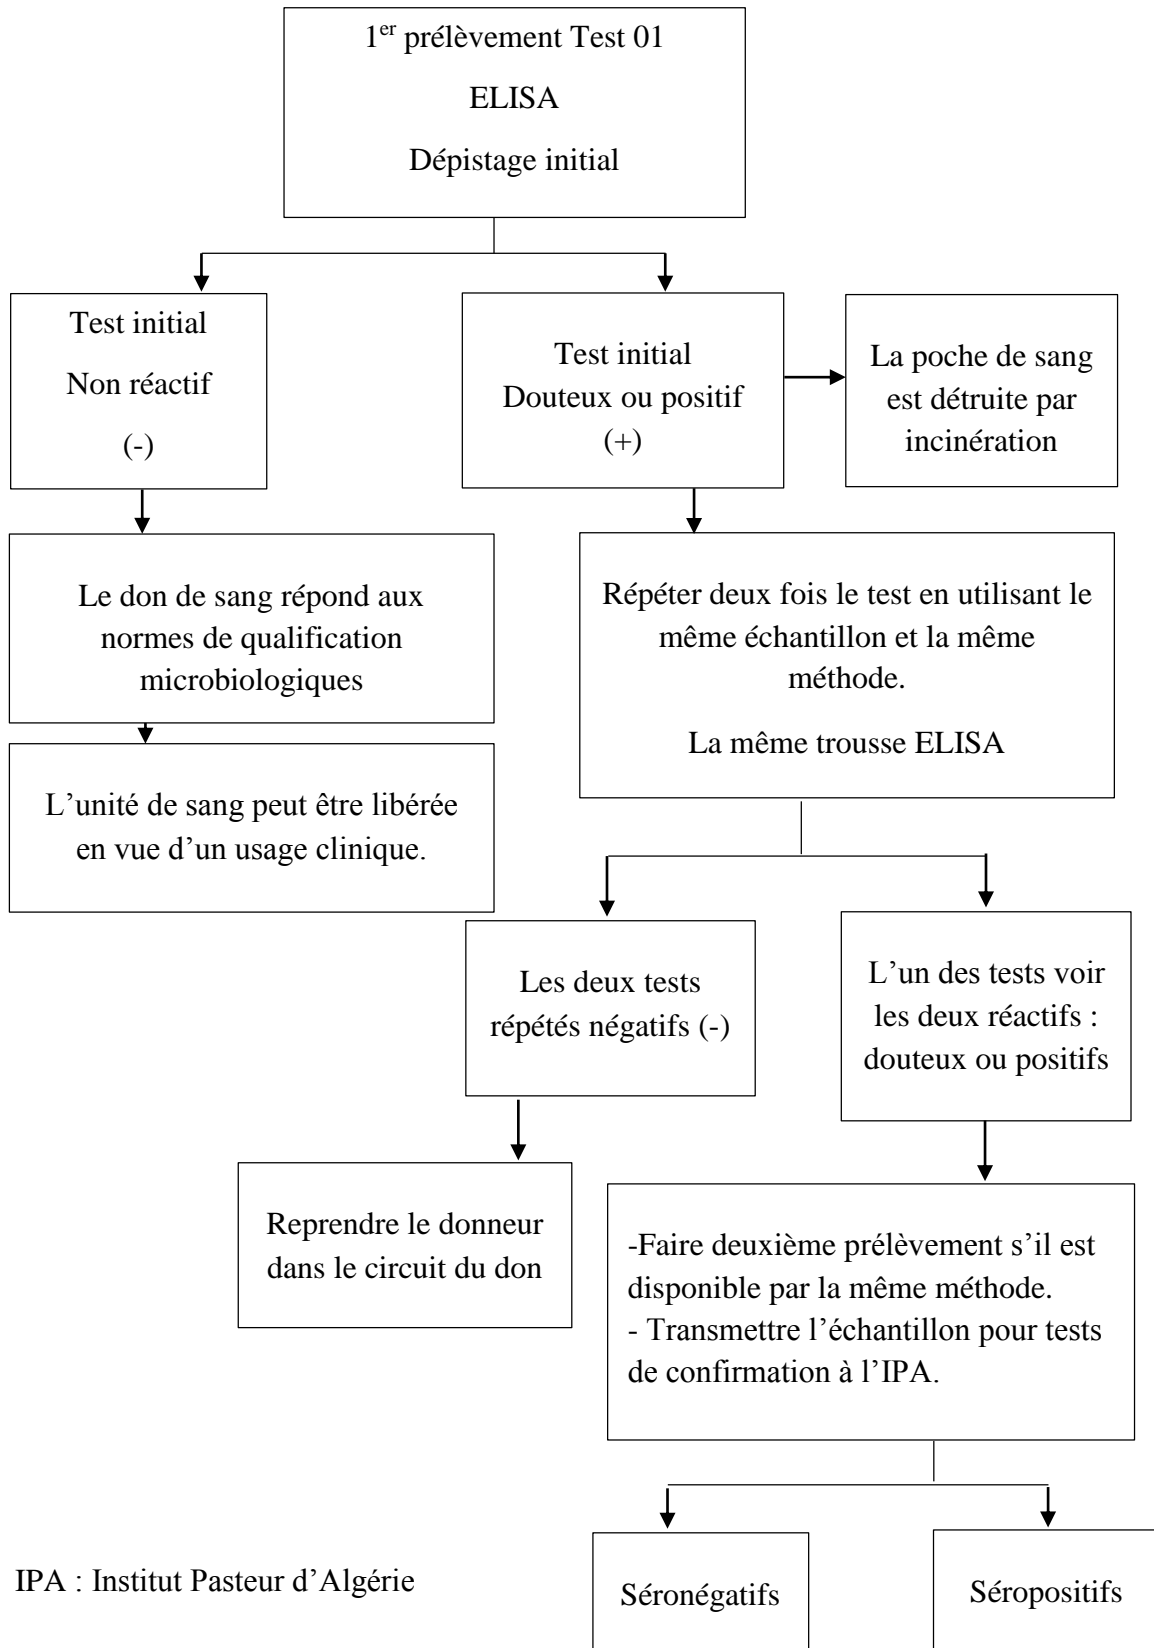 1er prélèvement Test 01
ELISA
Dépistage initial
Test initial
Non réactif
(-)
Test initial
Douteux ou positif
(+)
La poche de sang
est détruite par
incinération
Le don de sang répond aux
normes de qualification
microbiologiques
Répéter deux fois le test en utilisant le
même échantillon et la même
méthode.
La même trousse ELISA
L’unité de sang peut être libérée
en vue d’un usage clinique.
Les deux tests
répétés négatifs (-)
L’un des tests voir
les deux réactifs :
douteux ou positifs
Reprendre le donneur
dans le circuit du don
-Faire deuxième prélèvement s’il est
disponible par la même méthode.
- Transmettre l’échantillon pour tests
de confirmation à l’IPA.
IPA : Institut Pasteur d’Algérie
Séronégatifs
Séropositifs